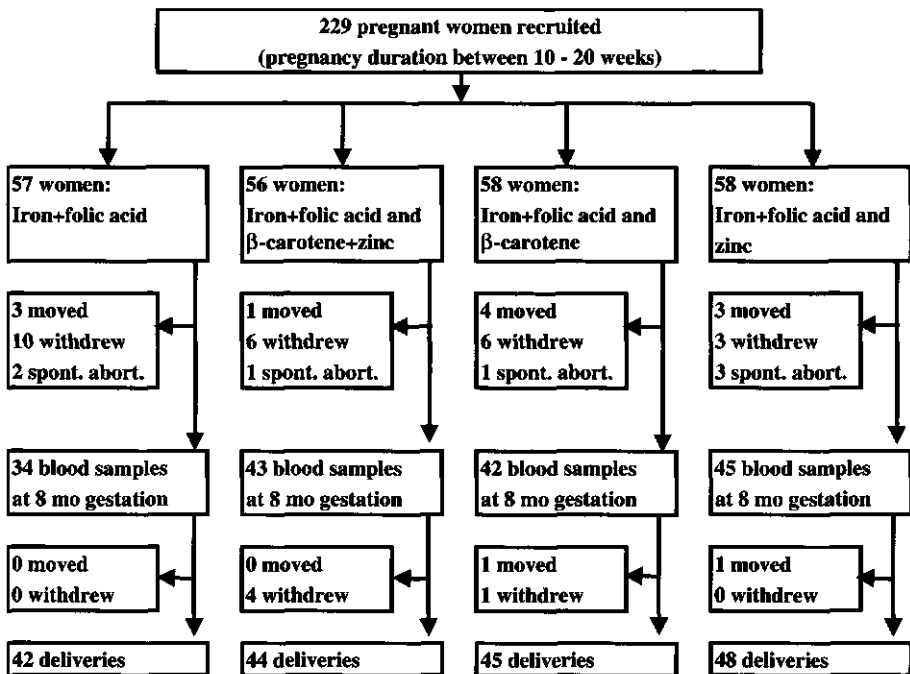 229 pregnant women recruited
(pregnancy duration between 10 - 20 weeks)
57 women:
Iron+folic acid
56 women:
Iron+folic acid and
β-carotene+zinc
58 women:
Iron+folic acid and
β-carotene
58 women:
Iron+folic acid and
zinc
3 moved
10 withdrew
2 spont. abort.
1 moved
6 withdrew
1 spont. abort.
4 moved
6 withdrew
1 spont. abort.
3 moved
3 withdrew
3 spont. abort.
34 blood samples
at 8 mo gestation
43 blood samples
at 8 mo gestation
42 blood samples
at 8 mo gestation
45 blood samples
at 8 mo gestation
0 moved
0 withdrew
0 moved
4 withdrew
1 moved
1 withdrew
1 moved
0 withdrew
42 deliveries
44 deliveries
45 deliveries
48 deliveries